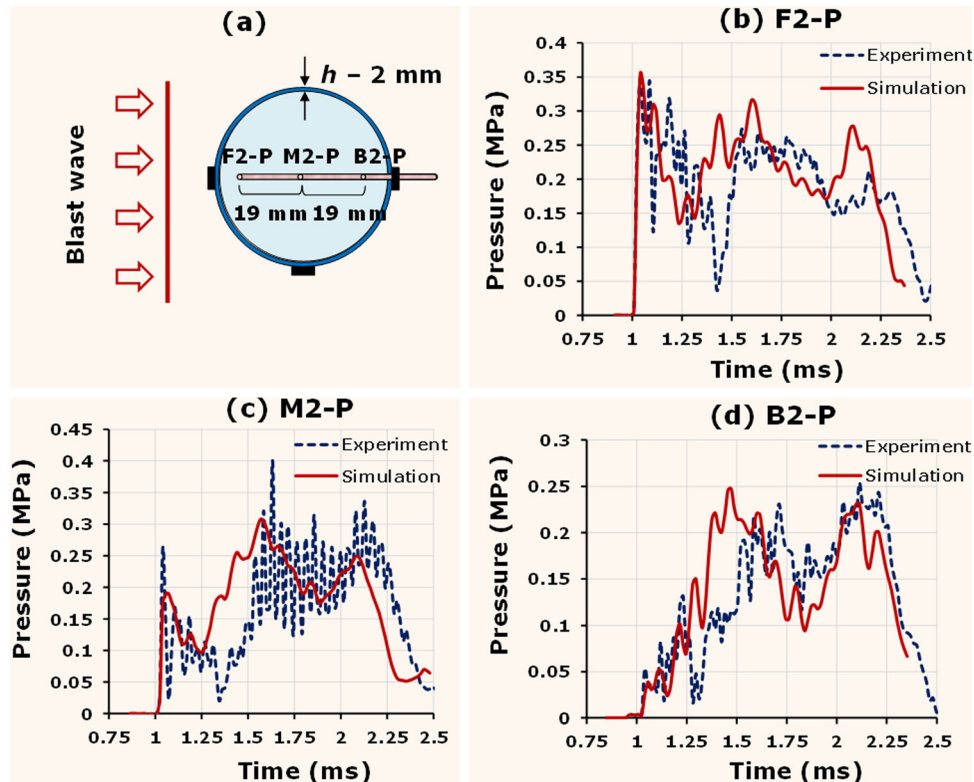 (a)
h – 2 mm
Blast wave
F2-P M2-P B2-P
19 mm 19 mm
(b) F2-P
Experiment
Simulation
Pressure (MPa)
0.4
0.35
0.3
0.25
0.2
0.15
0.1
0.05
0
0.75 1 1.25 1.5 1.75 2 2.25 2.5
Time (ms)
(c) M2-P
Experiment
Simulation
Pressure (MPa)
0.45
0.4
0.35
0.3
0.25
0.2
0.15
0.1
0.05
0
0.75 1 1.25 1.5 1.75 2 2.25 2.5
Time (ms)
(d) B2-P
Experiment
Simulation
Pressure (MPa)
0.3
0.25
0.2
0.15
0.1
0.05
0
0.75 1 1.25 1.5 1.75 2 2.25 2.5
Time (ms)